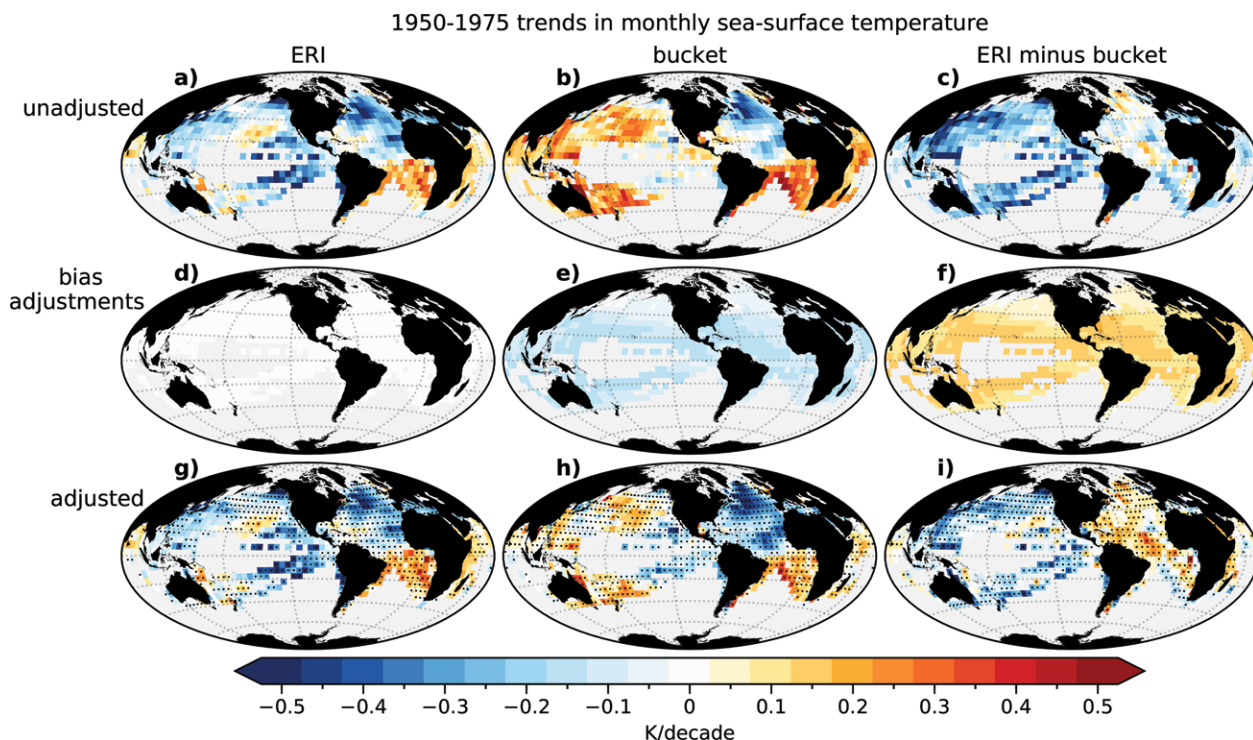 1950-1975 trends in monthly sea-surface temperature
ERI
bucket
ERI minus bucket
unadjusted
a)
b)
c)
bias
adjustments
d)
e)
f)
adjusted
g)
h)
i)
−0.5 −0.4 −0.3 −0.2 −0.1 0 0.1 0.2 0.3 0.4 0.5
K/decade